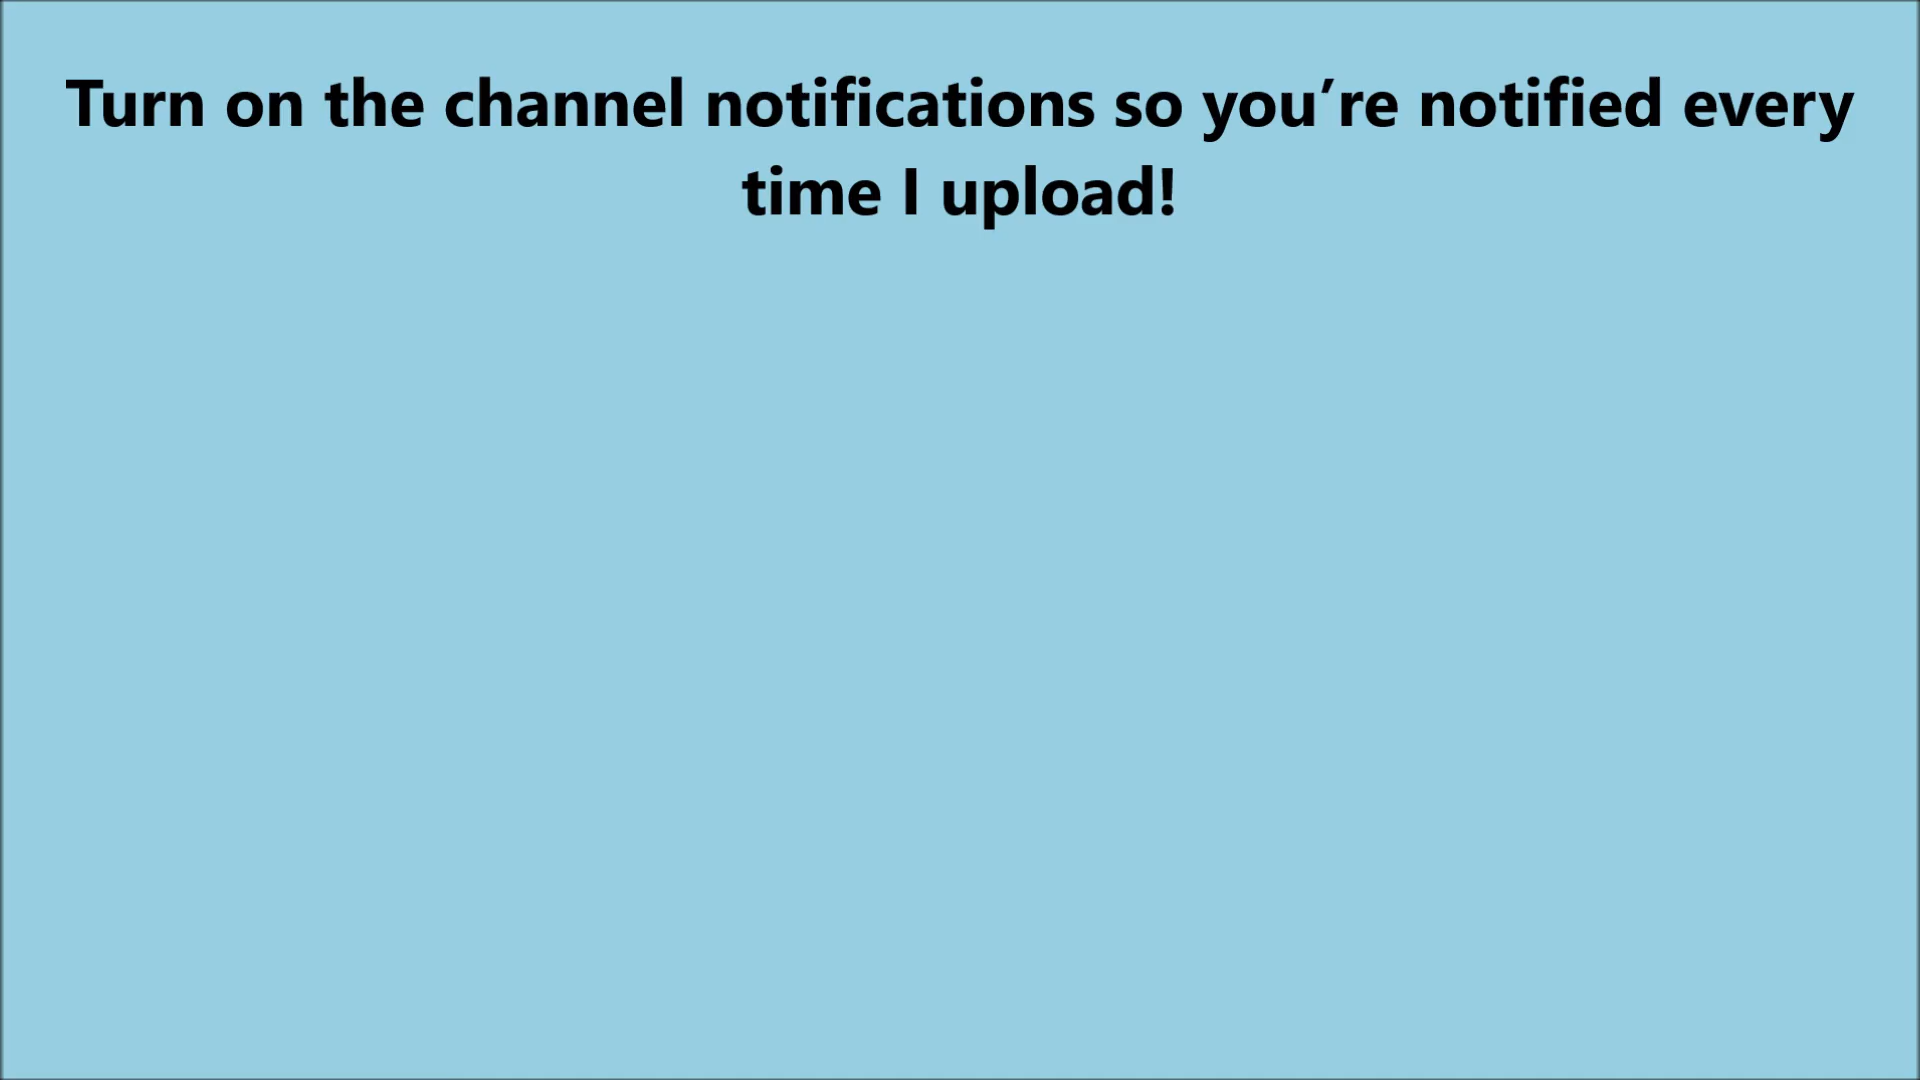 Turn on the channel notifications so you’re notified every
time I upload!